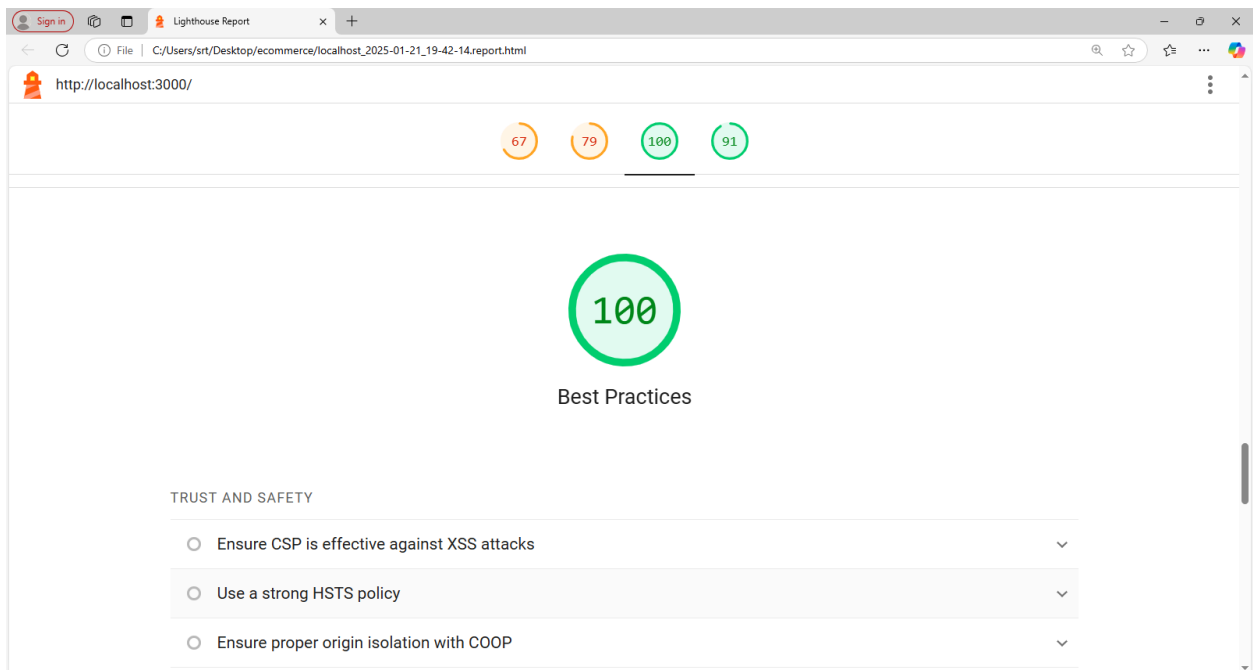 Sign in
Lighthouse Report
File
C:/Users/srt/Desktop/ecommerce/localhost_2025-01-21_19-42-14.report.html
http://localhost:3000/
67 79 100 91
100
Best Practices
TRUST AND SAFETY
Ensure CSP is effective against XSS attacks
Use a strong HSTS policy
Ensure proper origin isolation with COOP